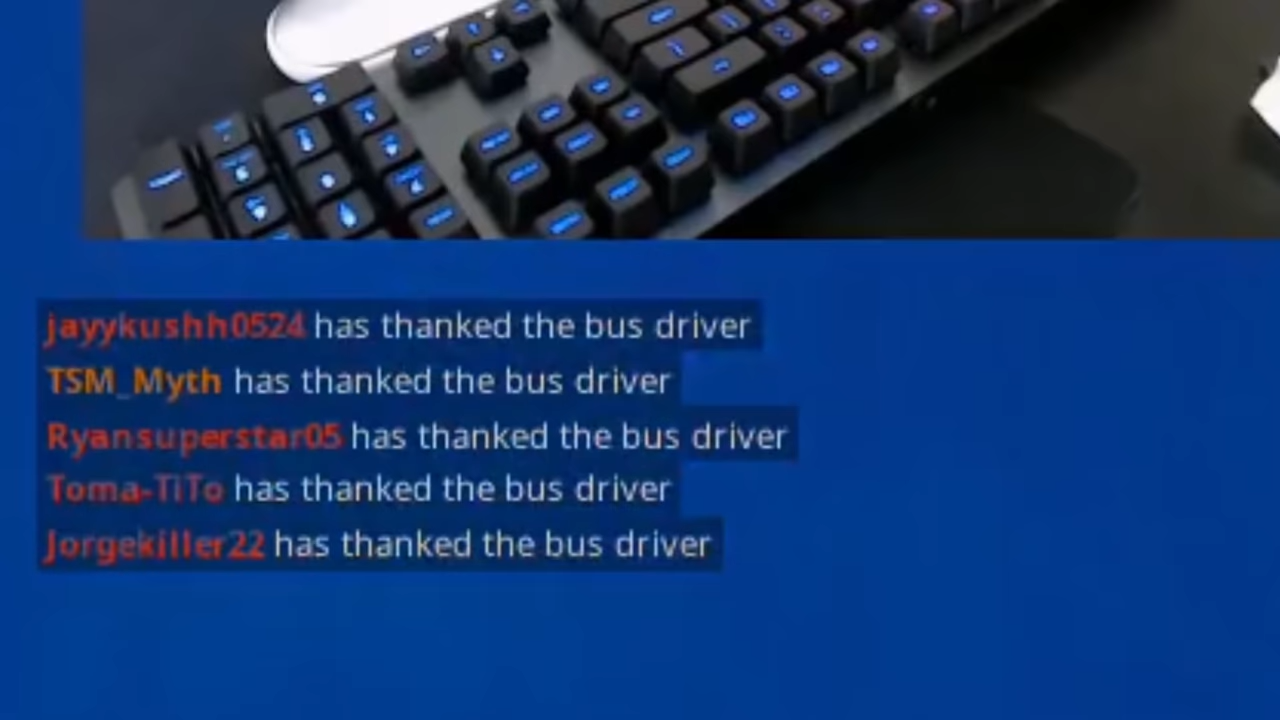 jayykushh0524 has thanked the bus driver
TSM_Myth has thanked the bus driver
Ryansuperstar05 has thanked the bus driver
Toma-TiTo has thanked the bus driver
Jorgekiller22 has thanked the bus driver